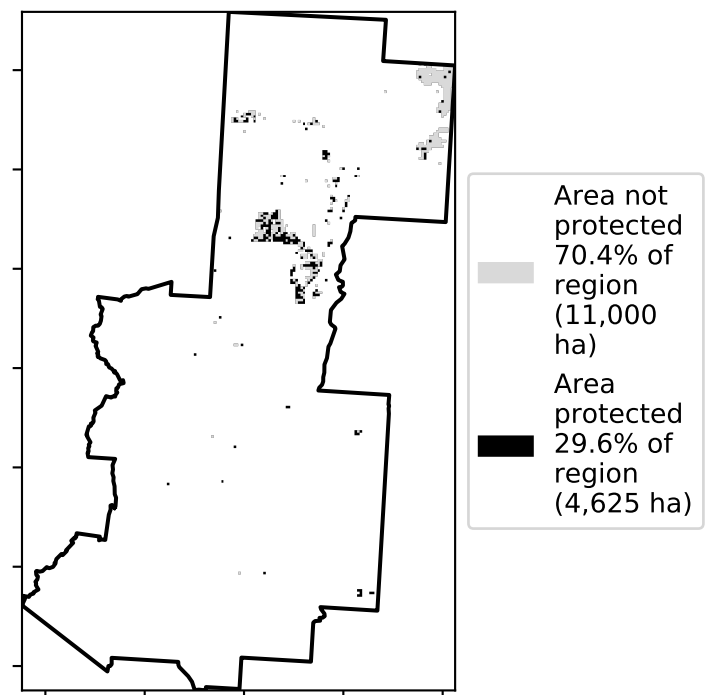 Area not
protected
70.4% of
region
(11,000
ha)
Area
protected
29.6% of
region
(4,625 ha)